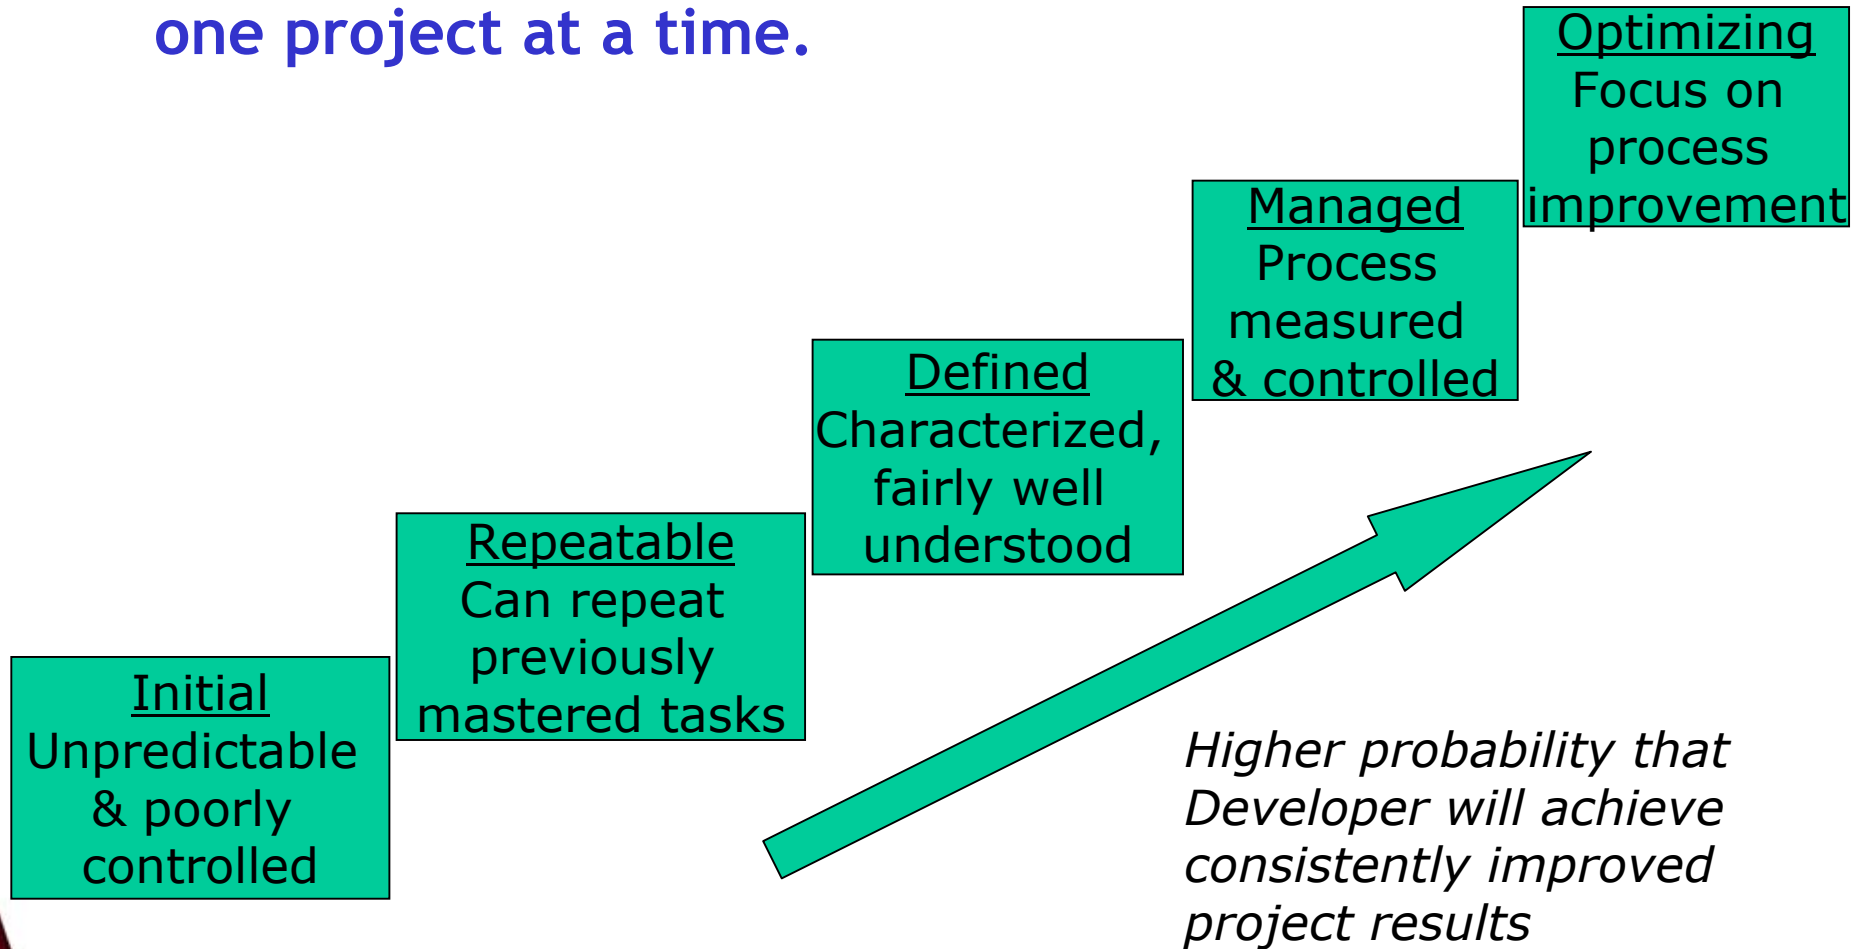 one project at a time.
Optimizing
Focus on
process
improvement
Managed
Process
measured
& controlled
Defined
Characterized,
fairly well
understood
Repeatable
Can repeat
previously
mastered tasks
Initial
Unpredictable
& poorly
controlled
Higher probability that
Developer will achieve
consistently improved
project results